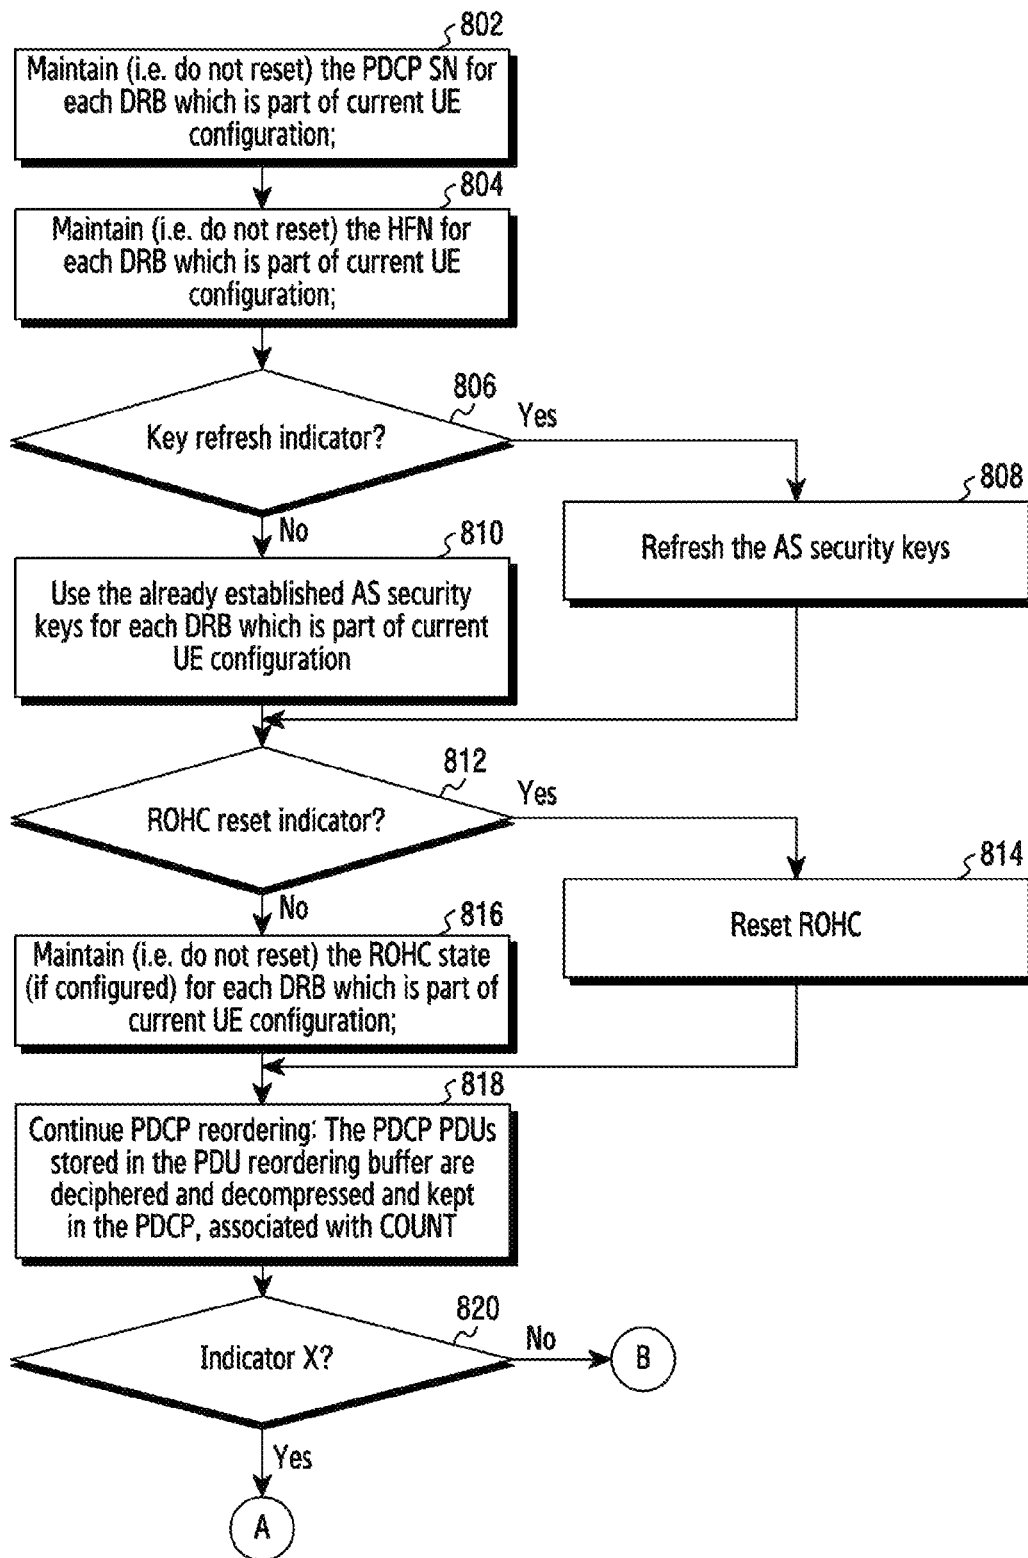 802
Maintain (i.e. do not reset) the PDCP SN for
each DRB which is part of current UE
configuration;
804
Maintain (i.e. do not reset) the HFN for
each DRB which is part of current UE
configuration;
806
Key refresh indicator?
Yes
808
Refresh the AS security keys
No
810
Use the already established AS security
keys for each DRB which is part of current
UE configuration
812
ROHC reset indicator?
Yes
814
Reset ROHC
No
816
Maintain (i.e. do not reset) the ROHC state
(if configured) for each DRB which is part of
current UE configuration;
818
Continue PDCP reordering: The PDCP PDUs
stored in the PDU reordering buffer are
deciphered and decompressed and kept
in the PDCP, associated with COUNT
820
Indicator X?
No
B
Yes
A